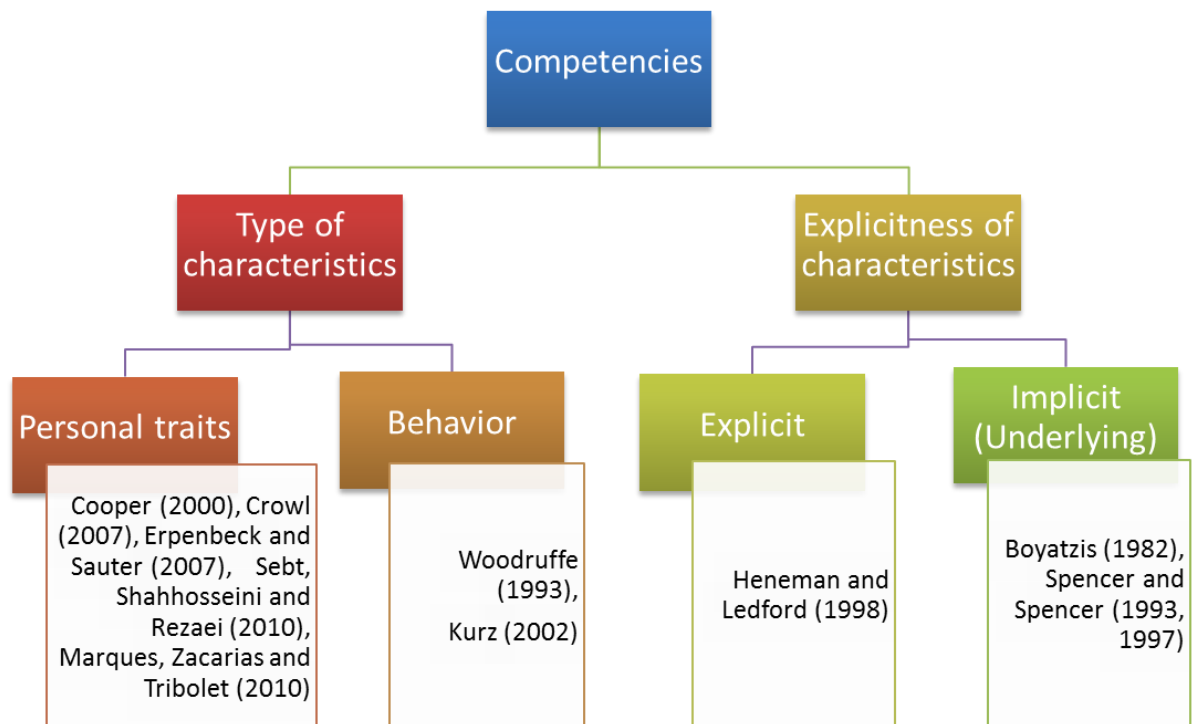 Competencies
Type of
characteristics
Explicitness of
characteristics
Personal traits
Behavior
Explicit
Implicit
(Underlying)
Cooper (2000), Crowl
(2007), Erpenbeck and
Sauter (2007), Sebt,
Shahhosseini and
Rezaei (2010),
Marques, Zacarias and
Tribolet (2010)
Woodruffe
(1993),
Kurz (2002)
Heneman and
Ledford (1998)
Boyatzis (1982),
Spencer and
Spencer (1993,
1997)